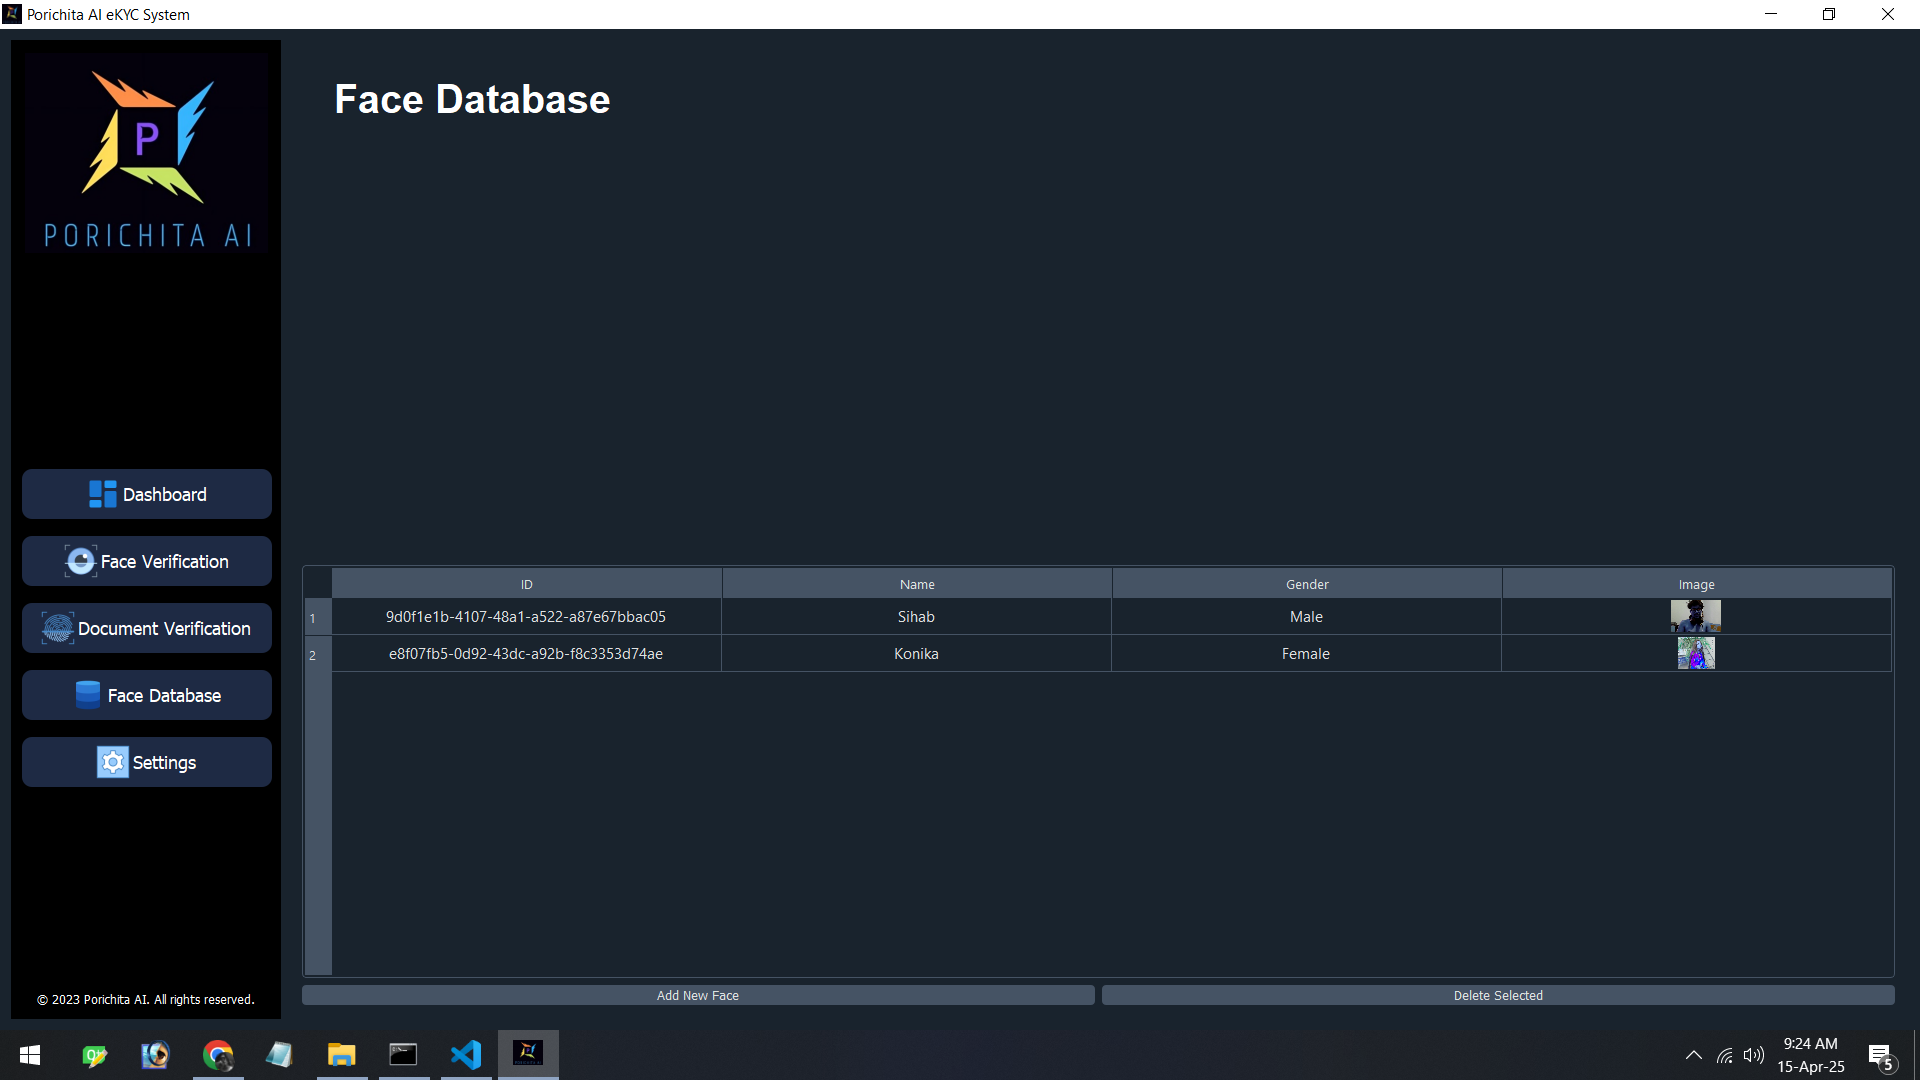 Porichita AI eKYC System
P
PORICHITA AI
Dashboard
Face Verification
Document Verification
Face Database
Settings
© 2023 Porichita AI. All rights reserved.
Face Database
ID Name Gender Image
1 9d0f1e1b-4107-48a1-a522-a87e67bbac05 Sihab Male
2 e8f07fb5-0d92-43dc-a92b-f8c3353d74ae Konika Female
Add New Face Delete Selected
9:24 AM
15-Apr-25
5